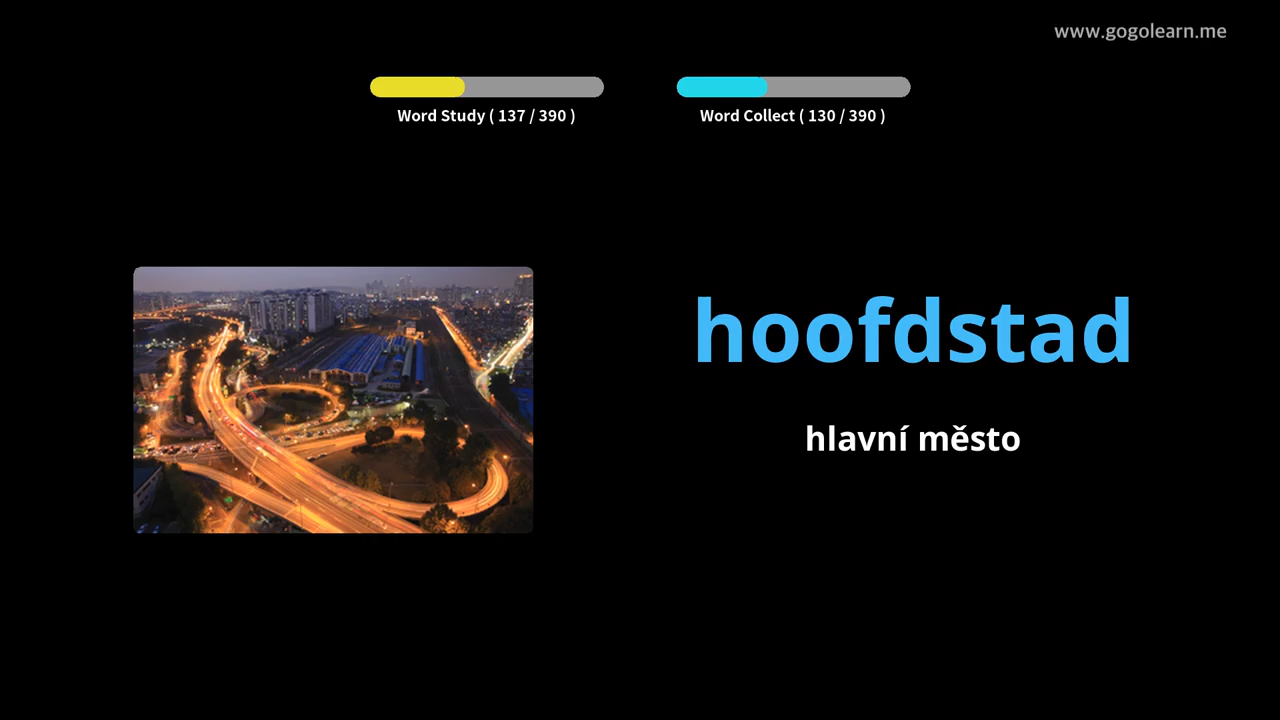 www.gogolearn.me
Word Study ( 137 / 390 )
Word Collect ( 130 / 390 )
hoofdstad
hlavní město